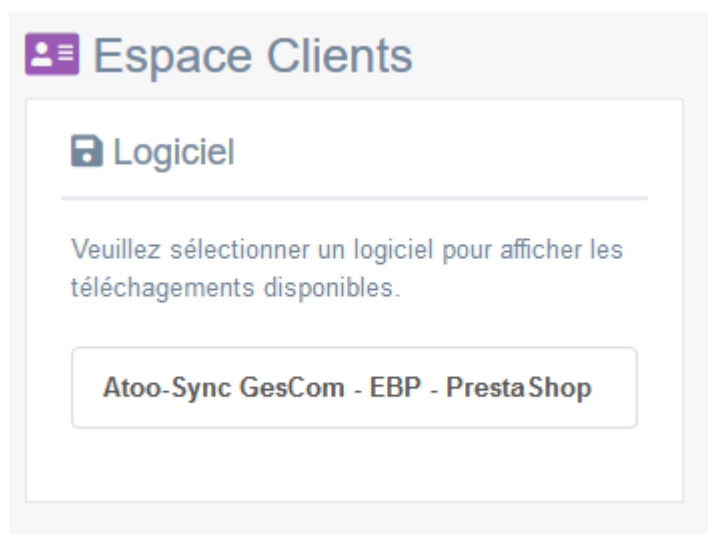 Espace Clients
Logiciel
Veuillez sélectionner un logiciel pour afficher les
téléchagements disponibles.
Atoo-Sync GesCom - EBP - PrestaShop